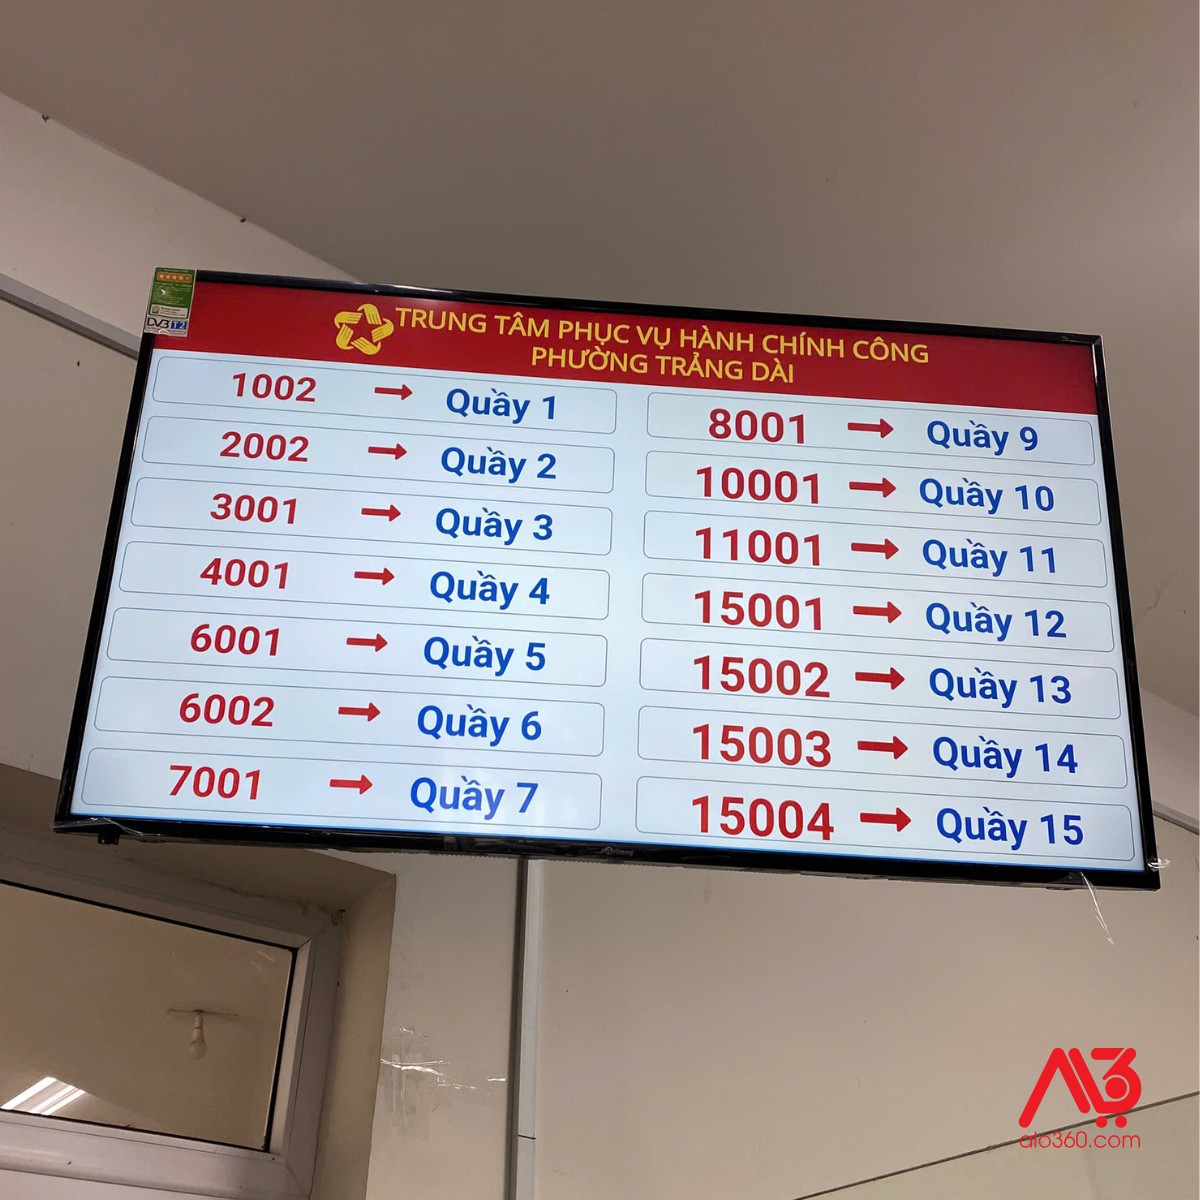 DVB T2
TRUNG TÂM PHỤC VỤ HÀNH CHÍNH CÔNG
PHƯỜNG TRẢNG DÀI
1002 → Quầy 1
2002 → Quầy 2
3001 → Quầy 3
4001 → Quầy 4
6001 → Quầy 5
6002 → Quầy 6
7001 → Quầy 7
8001 → Quầy 9
10001 → Quầy 10
11001 → Quầy 11
15001 → Quầy 12
15002 → Quầy 13
15003 → Quầy 14
15004 → Quầy 15
alo360.com